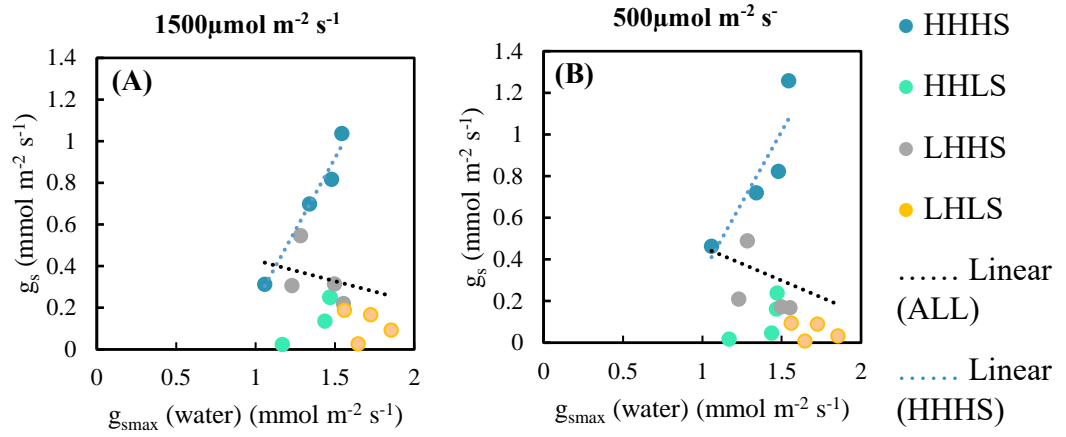 1500μmol m⁻² s⁻¹
(A)
gₛ (mmol m⁻² s⁻¹)
1.4
1.2
1
0.8
0.6
0.4
0.2
0
0
0.5
1
1.5
2
gₛₘₐₓ (water) (mmol m⁻² s⁻¹)
500μmol m⁻² s⁻
(B)
gₛ (mmol m⁻² s⁻¹)
1.4
1.2
1
0.8
0.6
0.4
0.2
0
0
0.5
1
1.5
2
gₛₘₐₓ (water) (mmol m⁻² s⁻¹)
HHHS
HHLS
LHHS
LHLS
Linear
(ALL)
Linear
(HHHS)